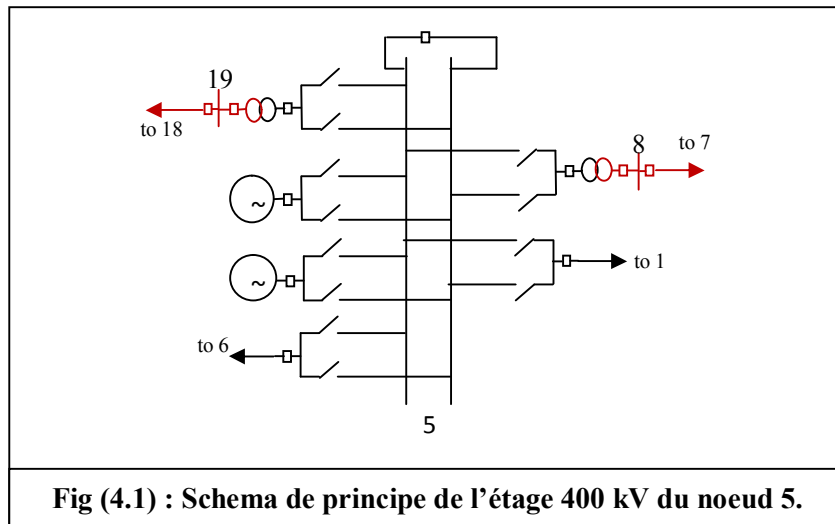 19
to 18
8
to 7
~
~
to 1
to 6
5
Fig (4.1) : Schema de principe de l'étage 400 kV du noeud 5.